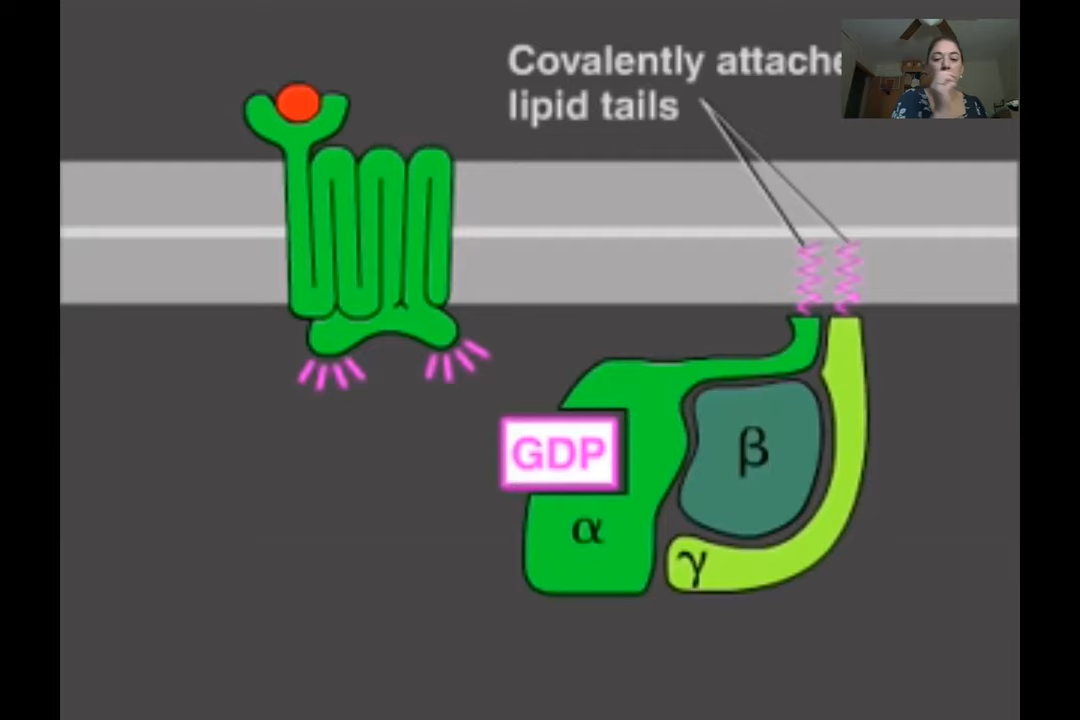 Covalently attache
lipid tails
GDP
β
α
γ